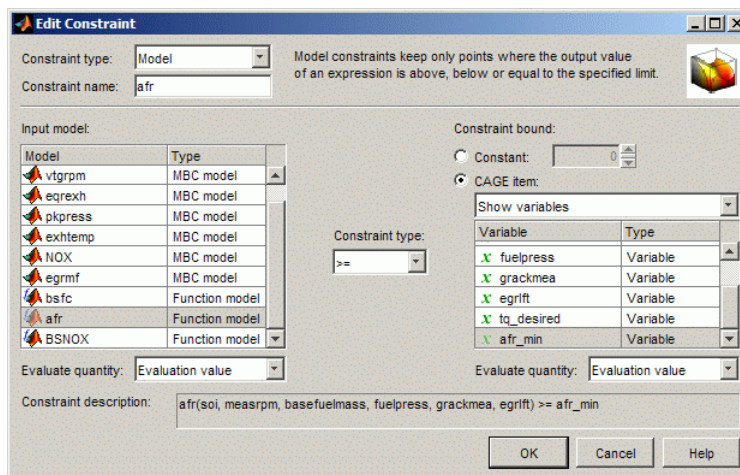 Edit Constraint
Constraint type: Model
Model constraints keep only points where the output value
of an expression is above, below or equal to the specified limit.
Constraint name: afr
Input model:
Model Type
vtgrpm MBC model
eqrexh MBC model
pkpress MBC model
exhtemp MBC model
NOX MBC model
egrmf MBC model
bsfc Function model
afr Function model
BSNOX Function model
Evaluate quantity: Evaluation value
Constraint type:
>=
Constraint bound:
Constant: 0
CAGE item:
Show variables
Variable Type
x fuelpress Variable
x grackmea Variable
x egrlft Variable
x tq_desired Variable
x afr_min Variable
Evaluate quantity: Evaluation value
Constraint description: afr(soi, measrpm, basefuelmass, fuelpress, grackmea, egrlft) >= afr_min
OK Cancel Help